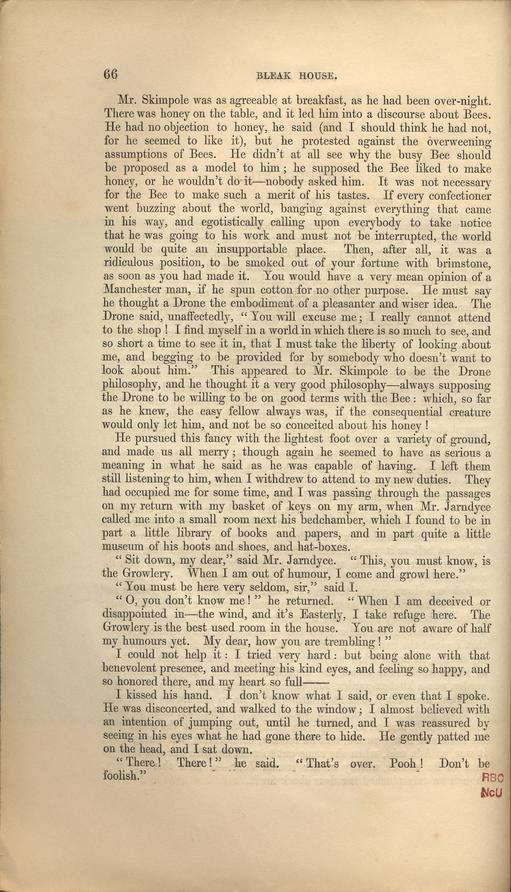 66
BLEAK HOUSE.
Mr. Skimpole was as agreeable at breakfast, as he had been over-night.
There was honey on the table, and it led him into a discourse about Bees.
He had no objection to honey, he said (and I should think he had not,
for he seemed to like it), but he protested against the overweening
assumptions of Bees. He didn't at all see why the busy Bee should
be proposed as a model to him; he supposed the Bee liked to make
honey, or he wouldn't do it—nobody asked him. It was not necessary
for the Bee to make such a merit of his tastes. If every confectioner
went buzzing about the world, banging against everything that came
in his way, and egotistically calling upon everybody to take notice
that he was going to his work and must not be interrupted, the world
would be quite an insupportable place. Then, after all, it was a
ridiculous position, to be smoked out of your fortune with brimstone,
as soon as you had made it. You would have a very mean opinion of a
Manchester man, if he spun cotton for no other purpose. He must say
he thought a Drone the embodiment of a pleasanter and wiser idea. The
Drone said, unaffectedly, "You will excuse me; I really cannot attend
to the shop! I find myself in a world in which there is so much to see, and
so short a time to see it in, that I must take the liberty of looking about
me, and begging to be provided for by somebody who doesn't want to
look about him." This appeared to Mr. Skimpole to be the Drone
philosophy, and he thought it a very good philosophy—always supposing
the Drone to be willing to be on good terms with the Bee: which, so far
as he knew, the easy fellow always was, if the consequential creature
would only let him, and not be so conceited about his honey!
He pursued this fancy with the lightest foot over a variety of ground,
and made us all merry; though again he seemed to have as serious a
meaning in what he said as he was capable of having. I left them
still listening to him, when I withdrew to attend to my new duties. They
had occupied me for some time, and I was passing through the passages
on my return with my basket of keys on my arm, when Mr. Jarndyce
called me into a small room next his bedchamber, which I found to be in
part a little library of books and papers, and in part quite a little
museum of his boots and shoes, and hat-boxes.
"Sit down, my dear," said Mr. Jarndyce. "This, you must know, is
the Growlery. When I am out of humour, I come and growl here."
"You must be here very seldom, sir," said I.
"O, you don't know me!" he returned. "When I am deceived or
disappointed in—the wind, and it's Easterly, I take refuge here. The
Growlery is the best used room in the house. You are not aware of half
my humours yet. My dear, how you are trembling!"
I could not help it: I tried very hard: but being alone with that
benevolent presence, and meeting his kind eyes, and feeling so happy, and
so honored there, and my heart so full——
I kissed his hand. I don't know what I said, or even that I spoke.
He was disconcerted, and walked to the window; I almost believed with
an intention of jumping out, until he turned, and I was reassured by
seeing in his eyes what he had gone there to hide. He gently patted me
on the head, and I sat down.
"There! There!" he said. "That's over. Pooh! Don't be
foolish."
RBC
NcU